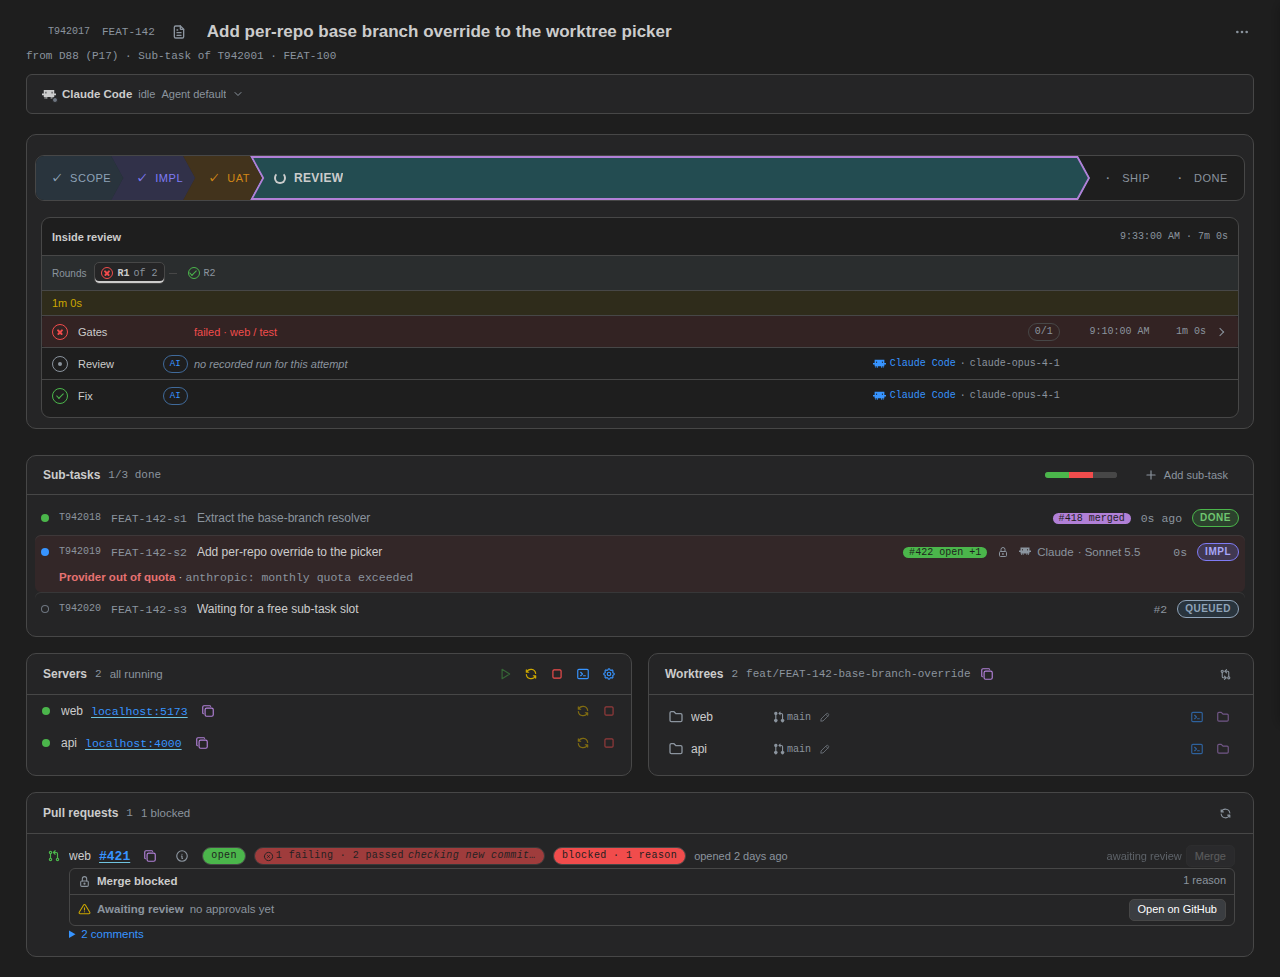 T942017 FEAT-142 Add per-repo base branch override to the worktree picker
from D88 (P17) · Sub-task of T942001 · FEAT-100
Claude Code idle Agent default
SCOPE IMPL UAT REVIEW SHIP DONE
Inside review 9:33:00 AM · 7m 0s
Rounds R1 of 2 — R2
1m 0s
Gates failed · web / test 0/1 9:10:00 AM 1m 0s
Review AI no recorded run for this attempt Claude Code · claude-opus-4-1
Fix AI Claude Code · claude-opus-4-1
Sub-tasks 1/3 done Add sub-task
T942018 FEAT-142-s1 Extract the base-branch resolver #418 merged 0s ago DONE
T942019 FEAT-142-s2 Add per-repo override to the picker #422 open +1 Claude · Sonnet 5.5 0s IMPL
Provider out of quota · anthropic: monthly quota exceeded
T942020 FEAT-142-s3 Waiting for a free sub-task slot #2 QUEUED
Servers 2 all running
web localhost:5173
api localhost:4000
Worktrees 2 feat/FEAT-142-base-branch-override
web main
api main
Pull requests 1 1 blocked
web #421 open 1 failing · 2 passed checking new commit… blocked · 1 reason opened 2 days ago awaiting review Merge
Merge blocked 1 reason
Awaiting review no approvals yet Open on GitHub
2 comments